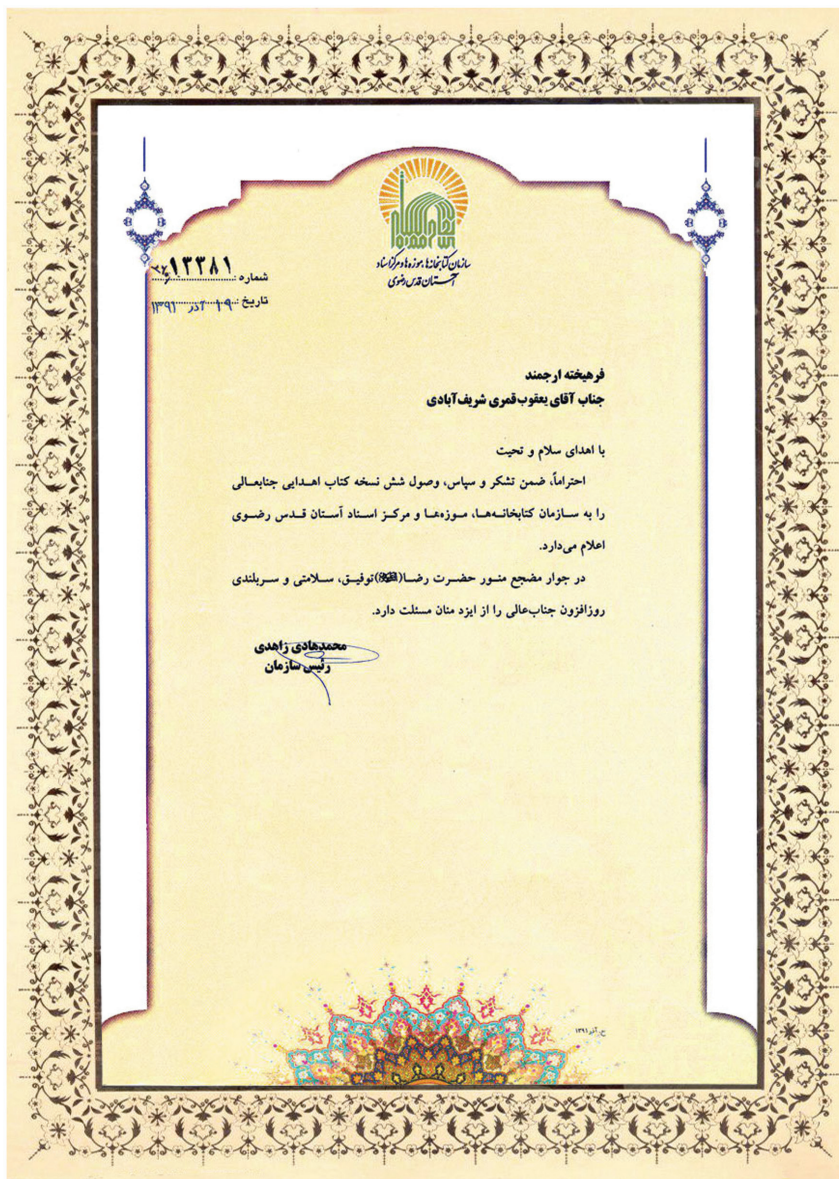 سازمان کتابخانه‌ها، موزه‌ها و مرکز اسناد
آستان قدس رضوی
شماره: ۱۳۳۸۱
تاریخ: ۱۹ آذر ۱۳۹۱
فرهیخته ارجمند
جناب آقای یعقوب قمری شریف‌آبادی
با اهدای سلام و تحیت
احتراماً، ضمن تشکر و سپاس، وصول شش نسخه کتاب اهدایی جنابعالی
را به سازمان کتابخانه‌ها، موزه‌ها و مرکز اسناد آستان قدس رضوی
اعلام می‌دارد.
در جوار مضجع منور حضرت رضا() توفیق، سلامتی و سربلندی
روزافزون جناب‌عالی را از ایزد منان مسئلت دارد.
محمدهادی زاهدی
رئیس سازمان
ح.آذر۱۳۹۱